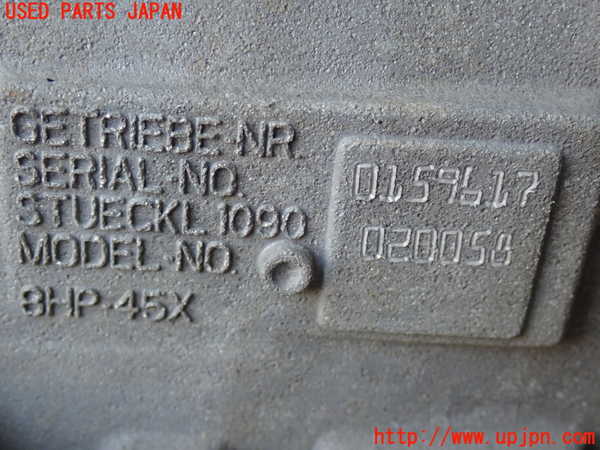 USED PARTS JAPAN
GETRIEBE-NR.
SERIAL-NO. 0159617
STUECKL 1090
MODEL-NO. 020058
8HP-45X
http://www.upjpn.com/